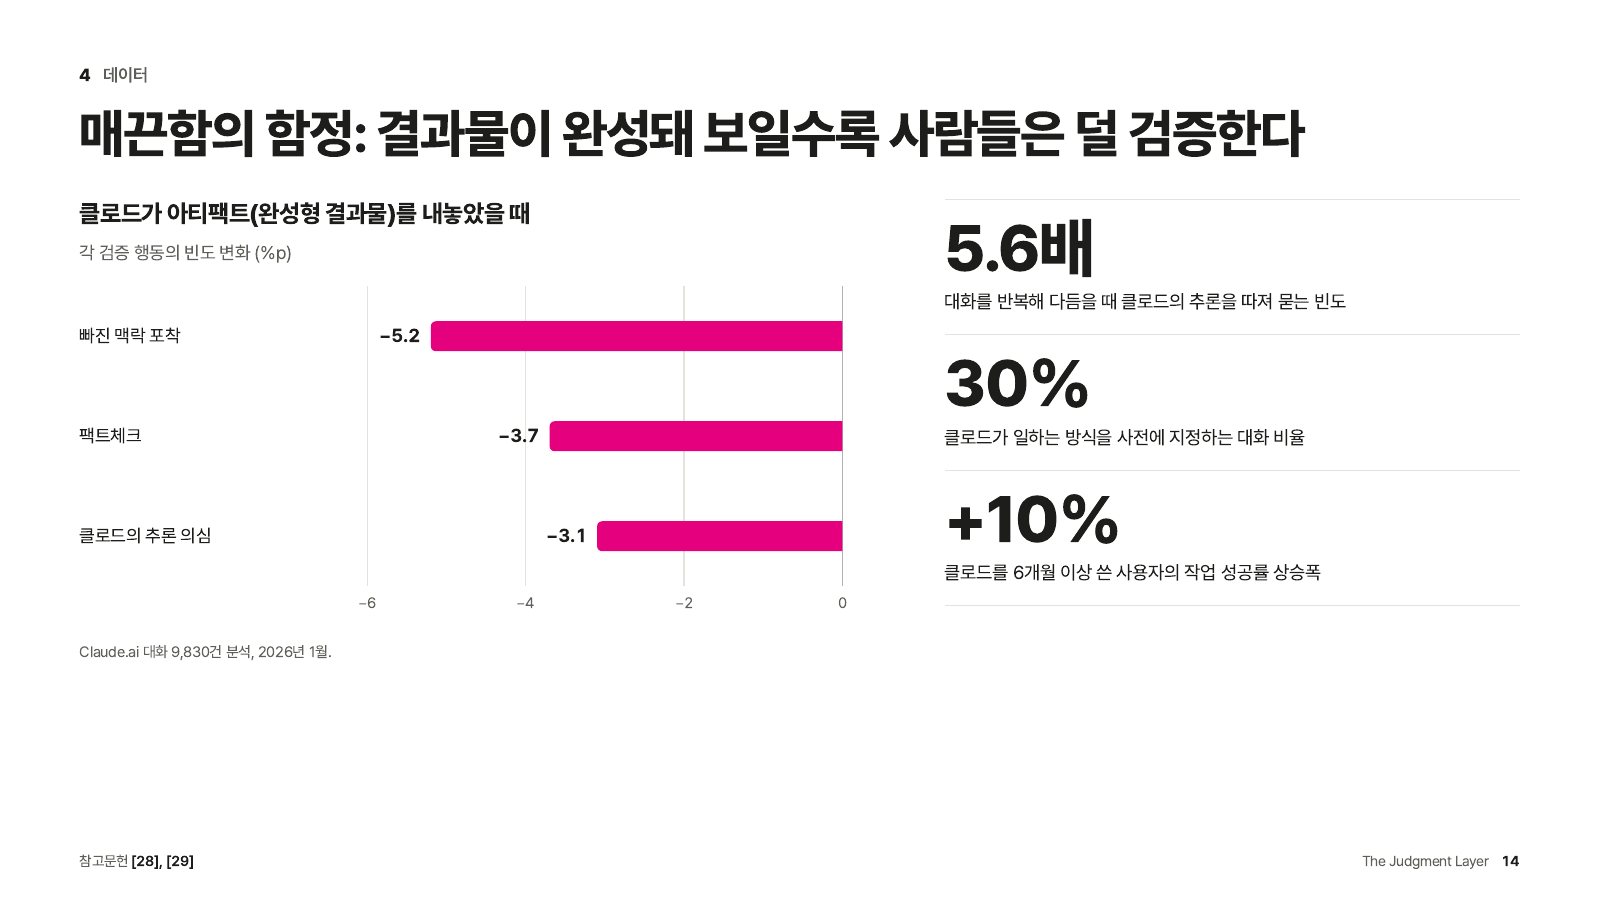 4 데이터
매끈함의 함정: 결과물이 완성돼 보일수록 사람들은 덜 검증한다
클로드가 아티팩트(완성형 결과물)를 내놓았을 때
각 검증 행동의 빈도 변화 (%p)
빠진 맥락 포착
−5.2
팩트체크
−3.7
클로드의 추론 의심
−3.1
−6 −4 −2 0
Claude.ai 대화 9,830건 분석, 2026년 1월.
5.6배
대화를 반복해 다듬을 때 클로드의 추론을 따져 묻는 빈도
30%
클로드가 일하는 방식을 사전에 지정하는 대화 비율
+10%
클로드를 6개월 이상 쓴 사용자의 작업 성공률 상승폭
참고문헌 [28], [29]
The Judgment Layer 14